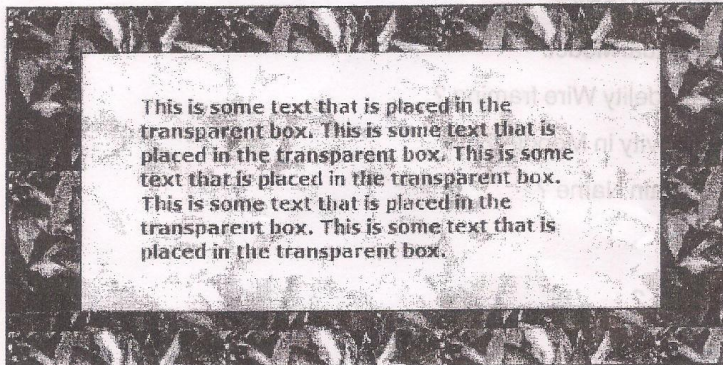 This is some text that is placed in the
transparent box. This is some text that is
placed in the transparent box. This is some
text that is placed in the transparent box.
This is some text that is placed in the
transparent box. This is some text that is
placed in the transparent box.